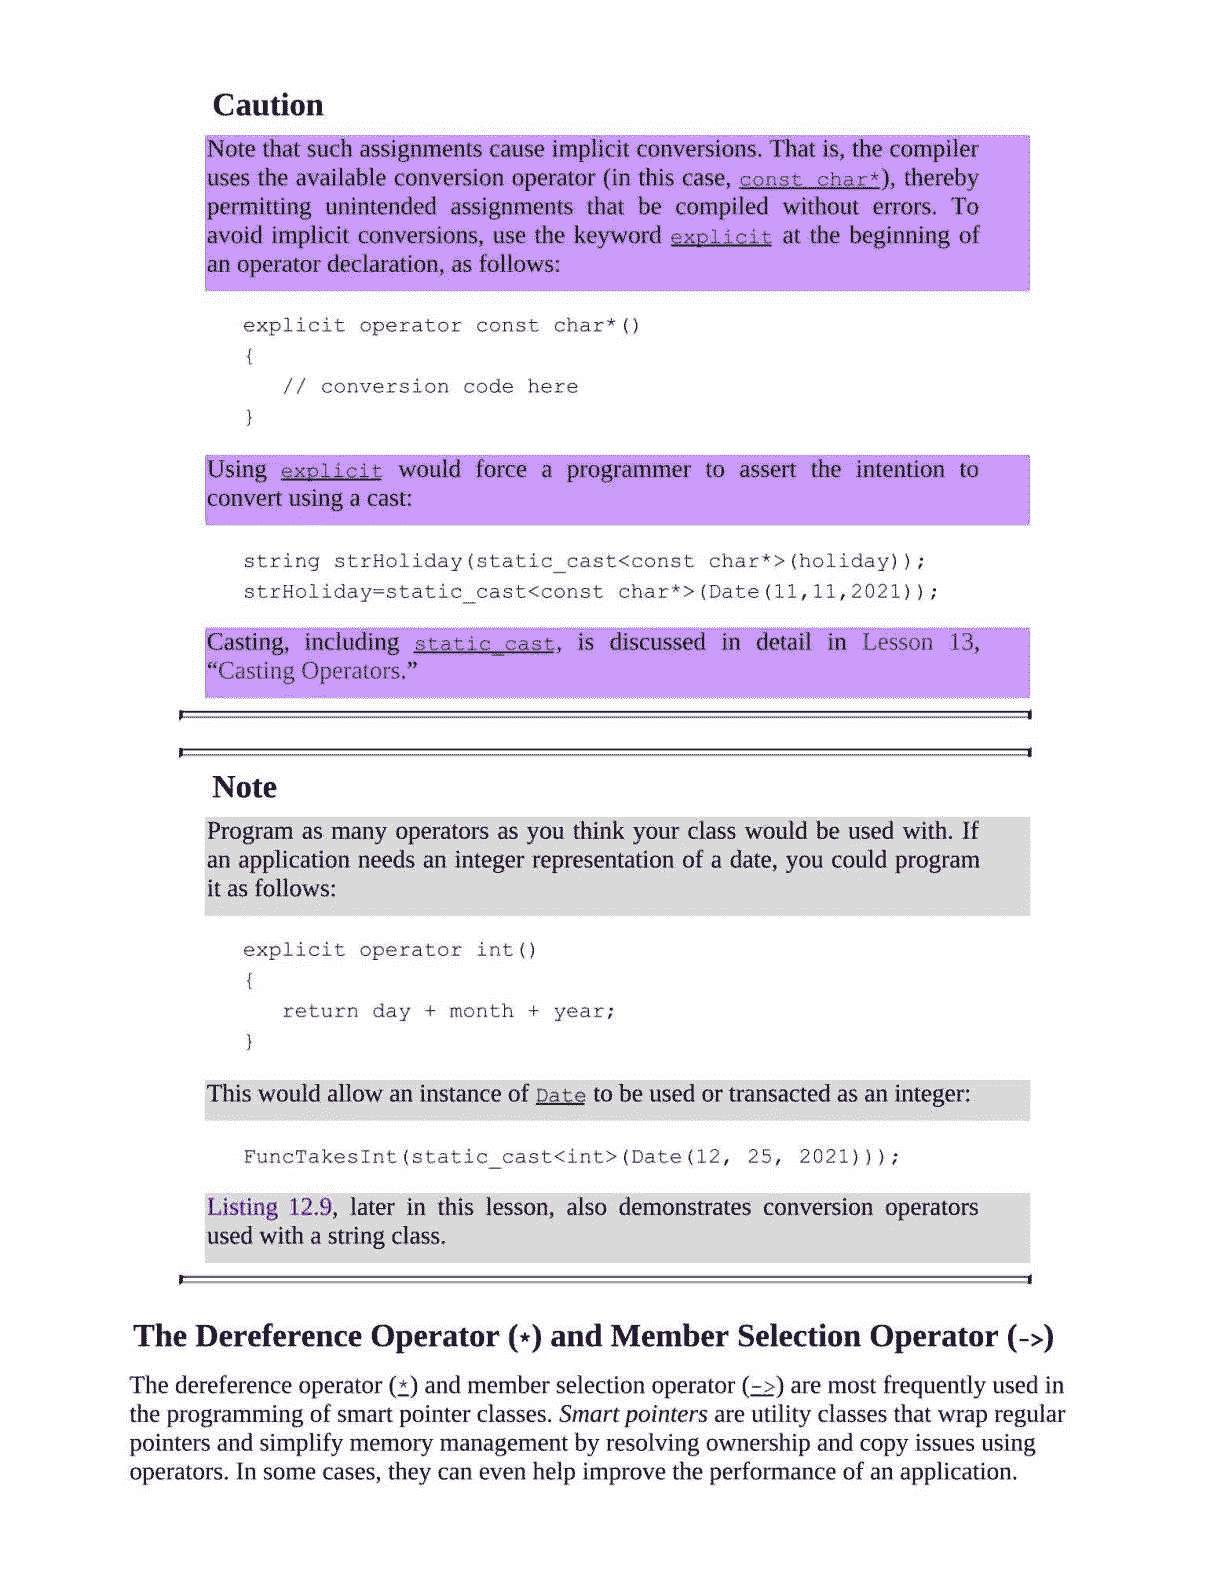 Caution
Note that such assignments cause implicit conversions. That is, the compiler
uses the available conversion operator (in this case, const char*), thereby
permitting unintended assignments that be compiled without errors. To
avoid implicit conversions, use the keyword explicit at the beginning of
an operator declaration, as follows:
explicit operator const char*()
{
// conversion code here
}
Using explicit would force a programmer to assert the intention to
convert using a cast:
string strHoliday(static_cast<const char*>(holiday));
strHoliday=static_cast<const char*>(Date(11,11,2021));
Casting, including static_cast, is discussed in detail in Lesson 13,
“Casting Operators.”
Note
Program as many operators as you think your class would be used with. If
an application needs an integer representation of a date, you could program
it as follows:
explicit operator int()
{
return day + month + year;
}
This would allow an instance of Date to be used or transacted as an integer:
FuncTakesInt(static_cast<int>(Date(12, 25, 2021)));
Listing 12.9, later in this lesson, also demonstrates conversion operators
used with a string class.
The Dereference Operator (*) and Member Selection Operator (->)
The dereference operator (*) and member selection operator (->) are most frequently used in
the programming of smart pointer classes. Smart pointers are utility classes that wrap regular
pointers and simplify memory management by resolving ownership and copy issues using
operators. In some cases, they can even help improve the performance of an application.